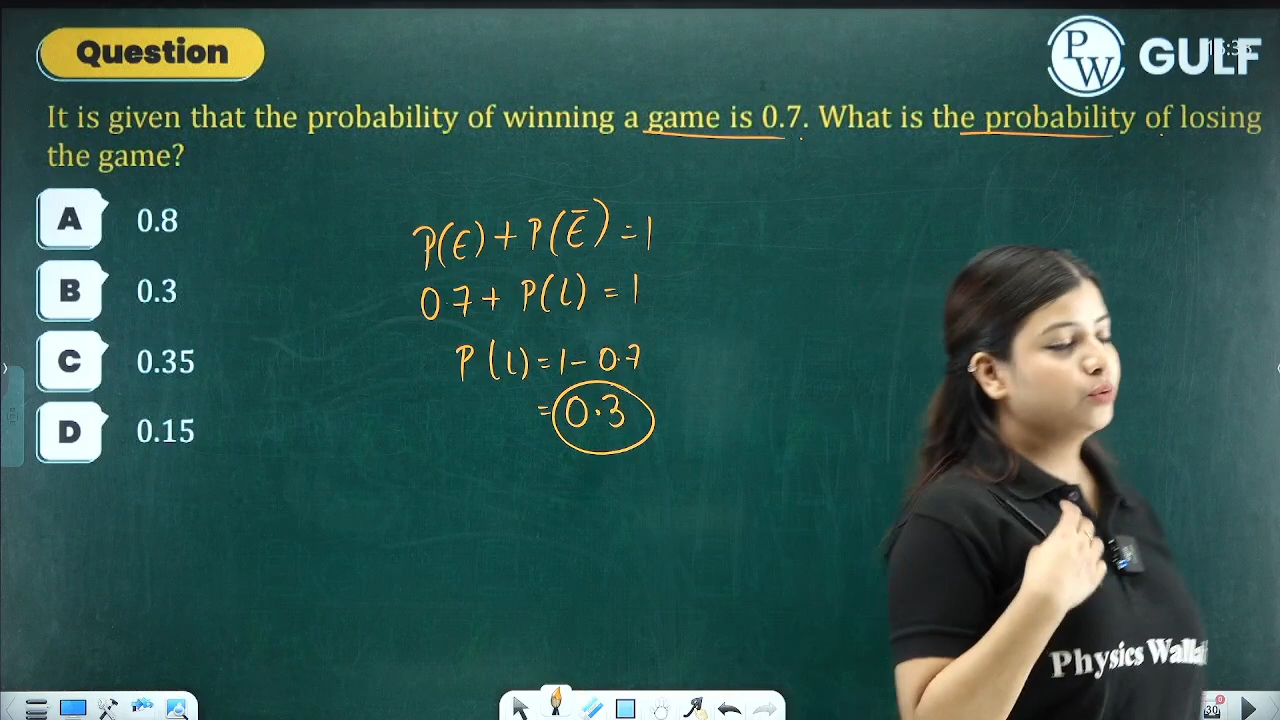 Question
PW
GULF
It is given that the probability of winning a game is 0.7. What is the probability of losing
the game?
A 0.8
B 0.3
C 0.35
D 0.15
P(E) + P(Ē) = 1
0.7 + P(L) = 1
P(L) = 1 - 0.7
= 0.3
Physics Walla
30